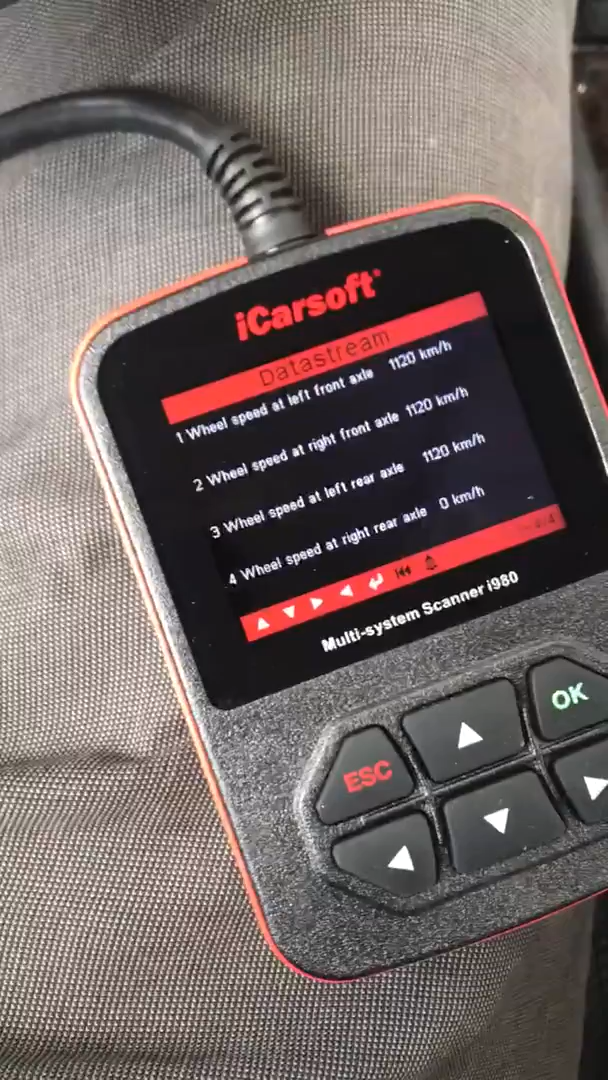 iCarsoft®
Datastream
1 Wheel speed at left front axle 1120 km/h
2 Wheel speed at right front axle 1120 km/h
3 Wheel speed at left rear axle 1120 km/h
4 Wheel speed at right rear axle 0 km/h
Multi-system Scanner i980
OK
ESC